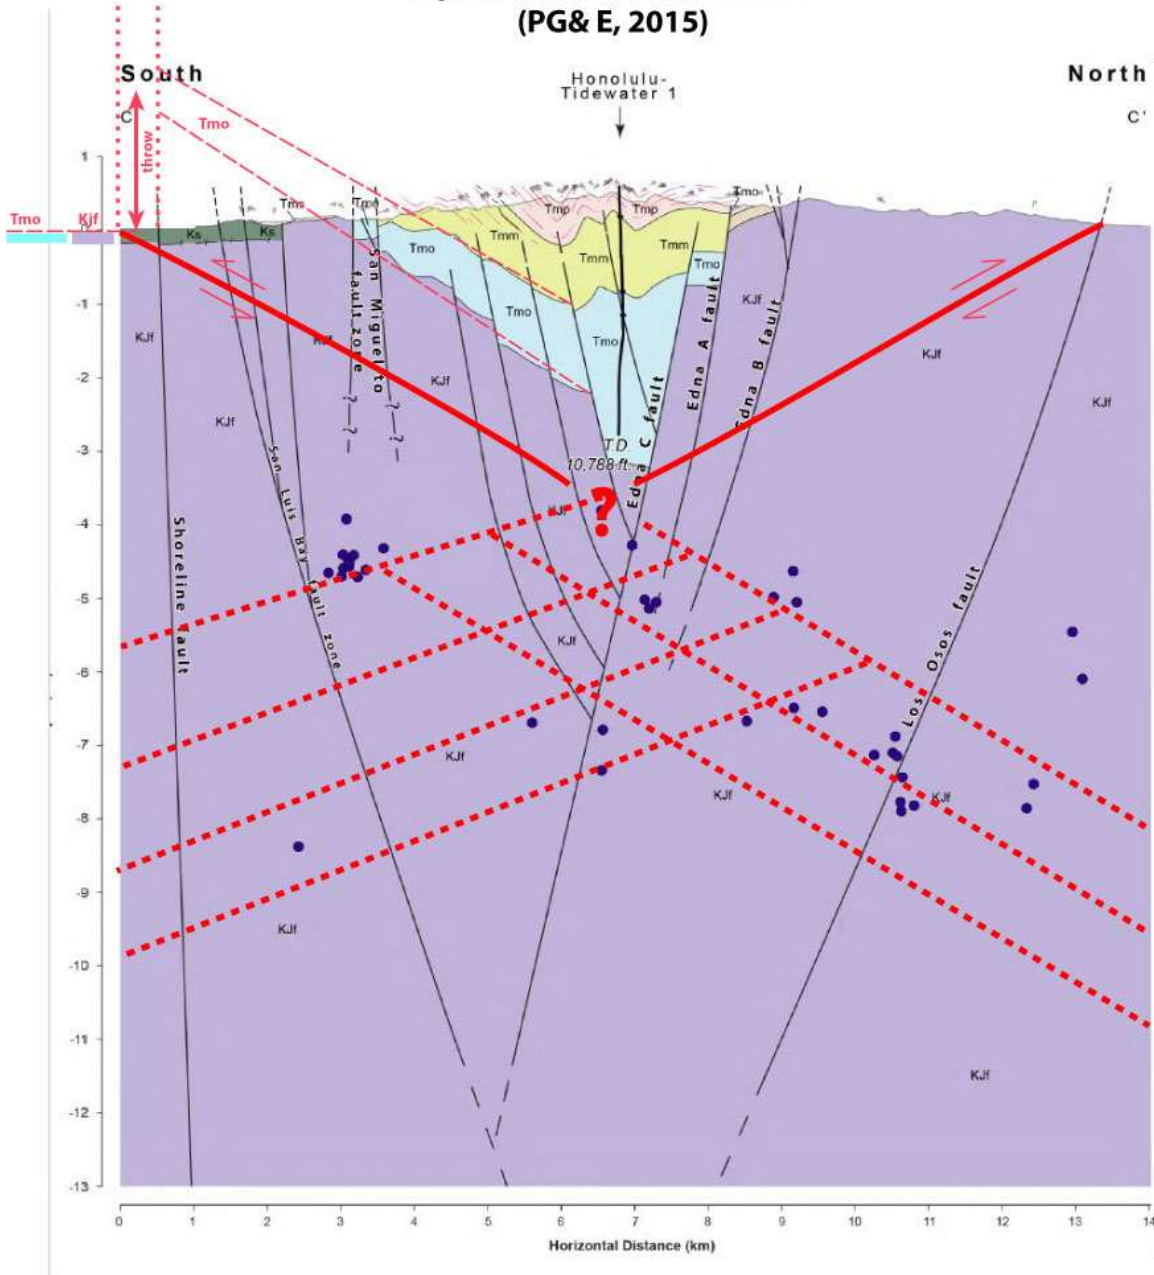 (PG& E, 2015)
South
Honolulu-
Tidewater 1
North
C
C'
throw
Tmo
1
Tmo
Kjf
0
Ks
Ks
Tmo
Tmp
Tmp
Tmo
Tmo
Tmm
Tmm
Tmm
Tmo
Tmo
Tmo
KJf
KJf
KJf
KJf
KJf
KJf
KJf
fault zone
San Miguelito
Edna A fault
Edna B fault
Edna C fault
-1
-2
-3
?
?
?
?
T.D.
10,788 ft.
?
KJf
-4
San Luis Bay fault zone
Shoreline fault
Los Osos fault
-5
KJf
-6
-7
KJf
KJf
KJf
-8
-9
KJf
-10
-11
KJf
-12
-13
0
1
2
3
4
5
6
7
8
9
10
11
12
13
14
Horizontal Distance (km)